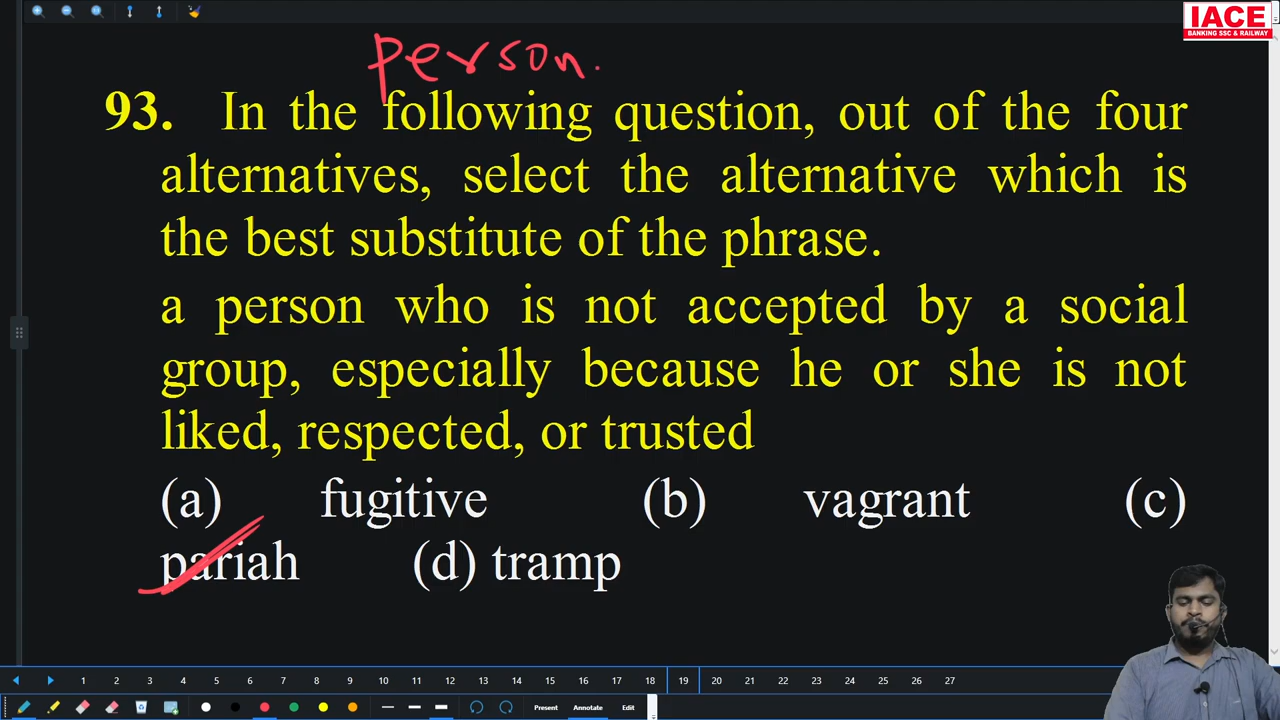 IACE
BANKING SSC & RAILWAY
person.
93. In the following question, out of the four
alternatives, select the alternative which is
the best substitute of the phrase.
a person who is not accepted by a social
group, especially because he or she is not
liked, respected, or trusted
(a) fugitive (b) vagrant (c)
pariah (d) tramp
1 2 3 4 5 6 7 8 9 10 11 12 13 14 15 16 17 18 19 20 21 22 23 24 25 26 27
Present Annotate Edit